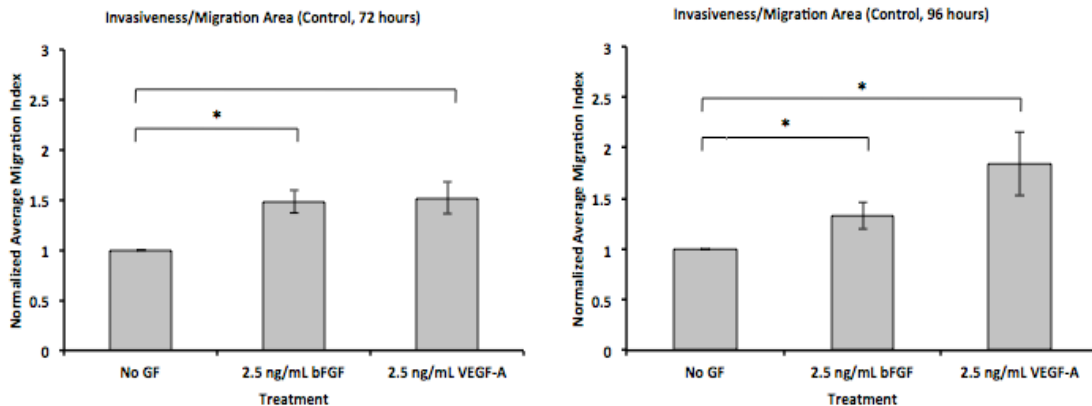 Invasiveness/Migration Area (Control, 72 hours)
Normalized Average Migration Index
3
2.5
2
1.5
1
0.5
0
*
No GF
2.5 ng/mL bFGF
2.5 ng/mL VEGF-A
Treatment
Invasiveness/Migration Area (Control, 96 hours)
Normalized Average Migration Index
3
2.5
2
1.5
1
0.5
0
*
*
No GF
2.5 ng/mL bFGF
2.5 ng/mL VEGF-A
Treatment